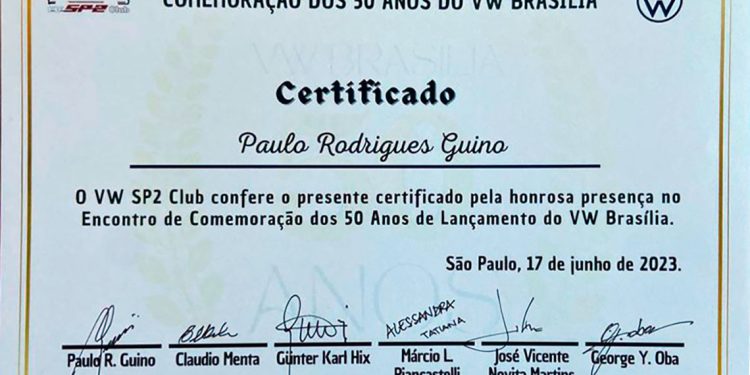 SP2 Club
COMEMORAÇÃO DOS 50 ANOS DO VW BRASÍLIA
VW BRASILIA
Certificado
Paulo Rodrigues Guino
O VW SP2 Club confere o presente certificado pela honrosa presença no
Encontro de Comemoração dos 50 Anos de Lançamento do VW Brasília.
São Paulo, 17 de junho de 2023.
ANOS
ALESSANDRA
TATIANA
Paulo R. Guino Claudio Menta Günter Karl Hix Márcio L. José Vicente George Y. Oba
Piancastelli Novita Martins